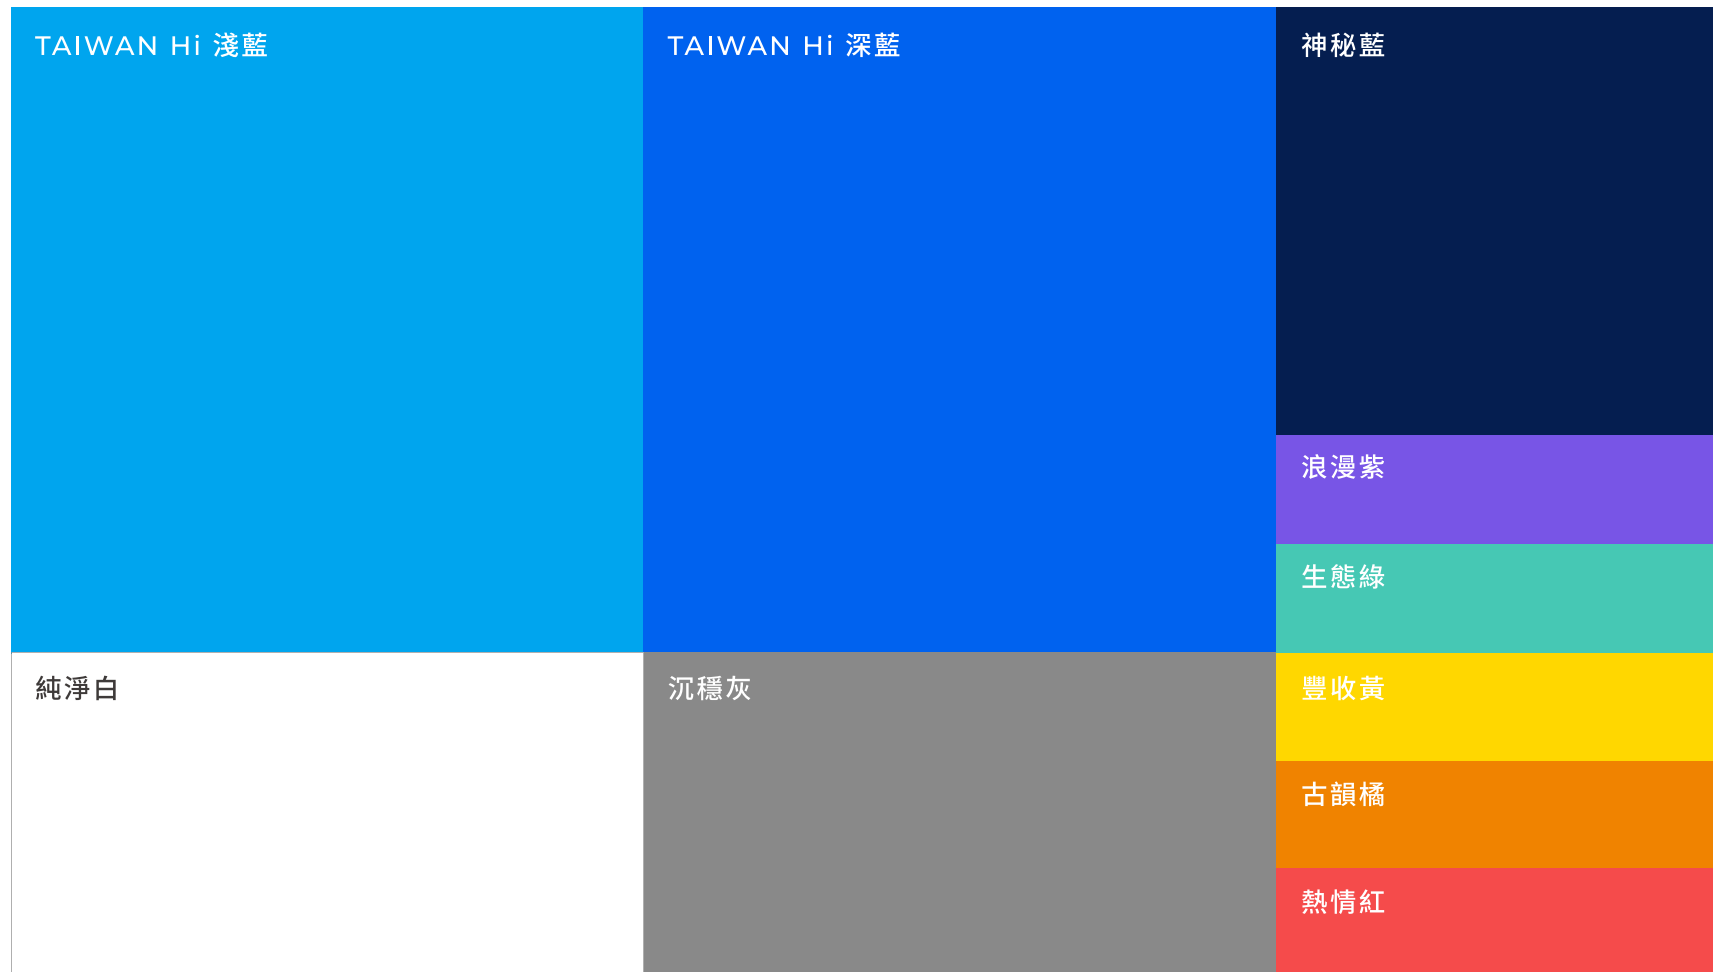 TAIWAN Hi 淺藍
TAIWAN Hi 深藍
神秘藍
浪漫紫
生態綠
純淨白
沉穩灰
豐收黃
古韻橘
熱情紅